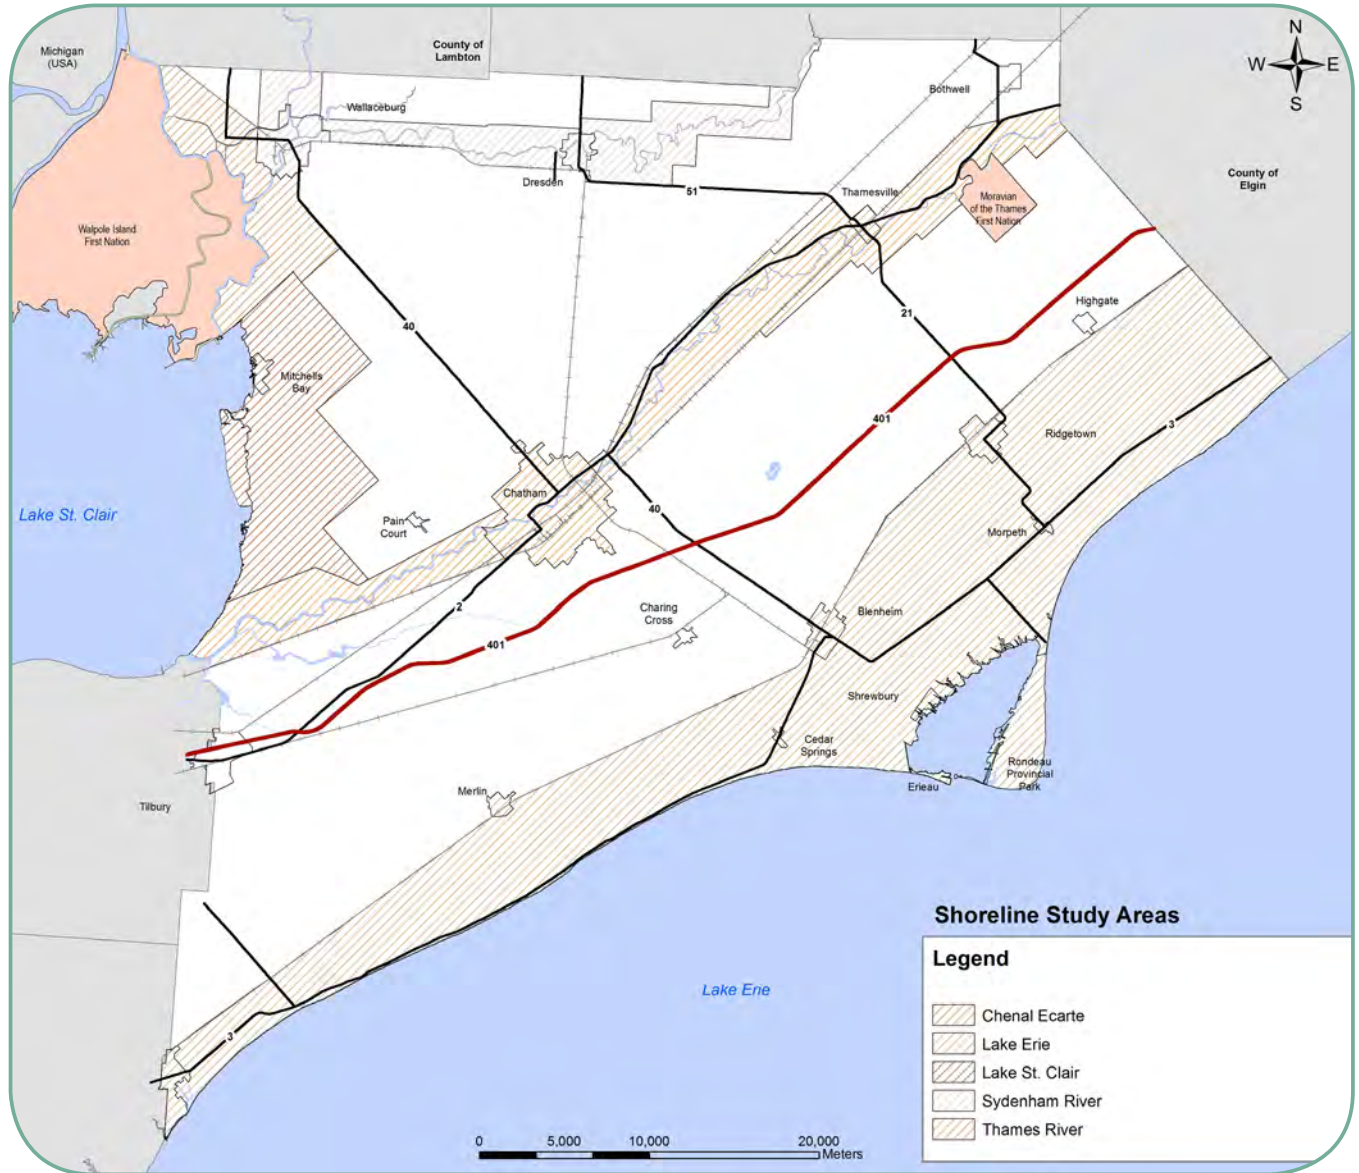 Michigan
(USA)
County of
Lambton
N
W
E
S
Wallaceburg
Bothwell
Dresden
51
Thamesville
County of
Elgin
Moravian
of the Thames
First Nation
Walpole Island
First Nation
40
21
Highgate
Mitchells
Bay
401
3
Ridgetown
Chatham
Lake St. Clair
Pain
Court
40
Morpeth
2
Charing
Cross
Blenheim
401
Shrewbury
Cedar
Springs
Rondeau
Provincial
Park
Erieau
Merlin
Tilbury
Lake Erie
3
Shoreline Study Areas
Legend
Chenal Ecarte
Lake Erie
Lake St. Clair
Sydenham River
Thames River
0 5,000 10,000 20,000
Meters